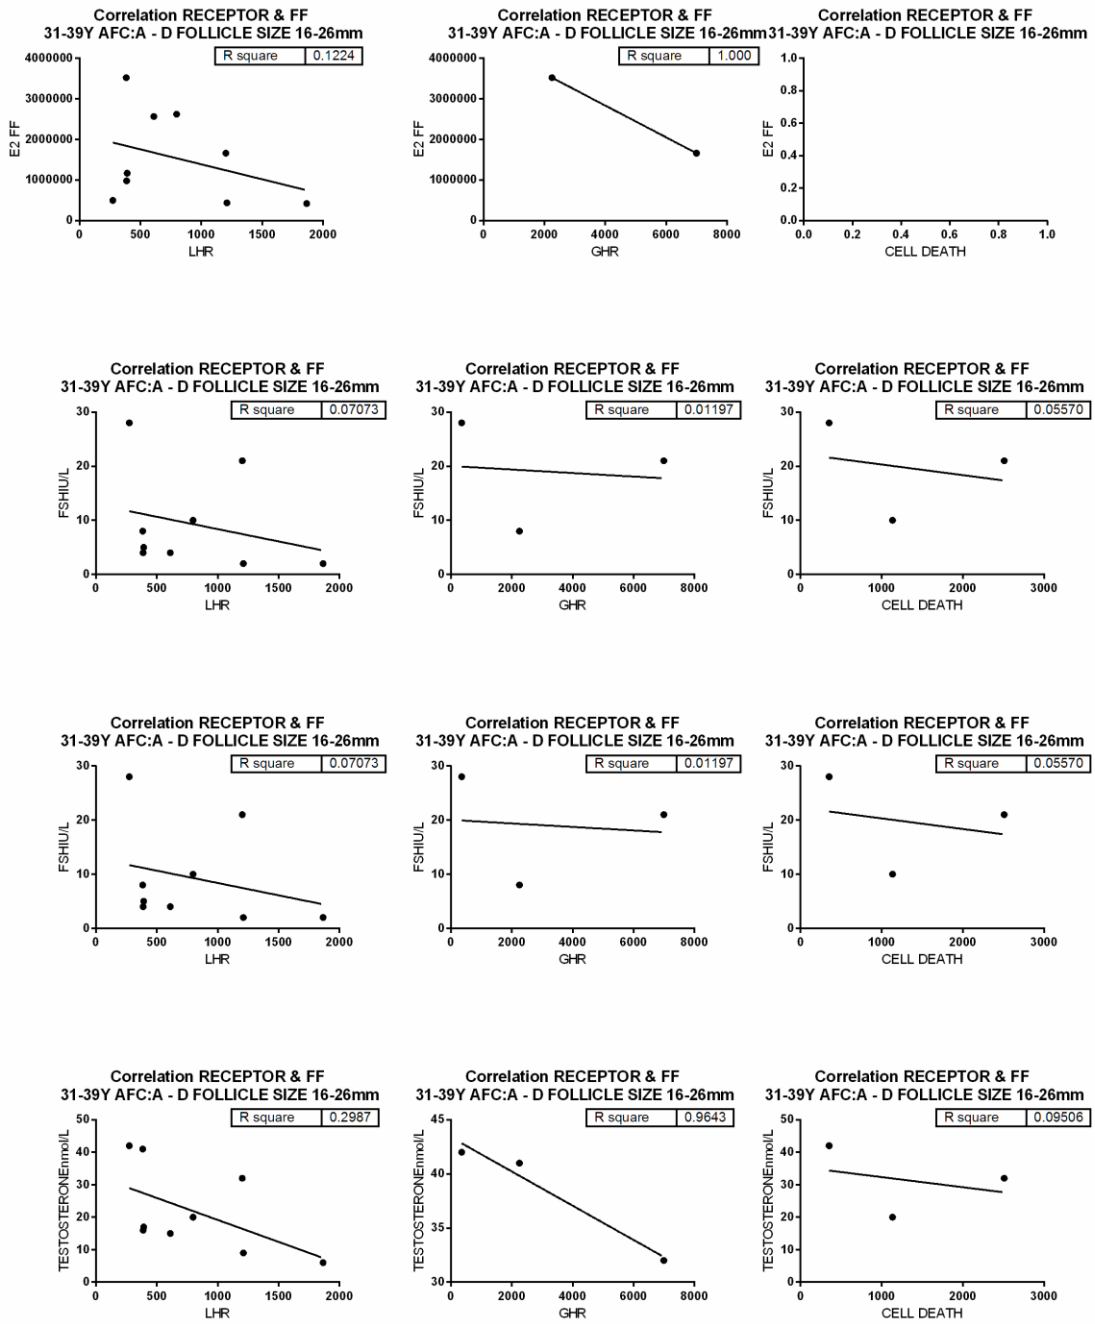 Correlation RECEPTOR & FF
31-39Y AFC:A - D FOLLICLE SIZE 16-26mm
R square 0.1224
4000000
3000000
2000000
1000000
0
E2 FF
0 500 1000 1500 2000
LHR
Correlation RECEPTOR & FF
31-39Y AFC:A - D FOLLICLE SIZE 16-26mm
R square 1.000
4000000
3000000
2000000
1000000
0
E2 FF
0 2000 4000 6000 8000
GHR
Correlation RECEPTOR & FF
31-39Y AFC:A - D FOLLICLE SIZE 16-26mm
1.0
0.8
0.6
0.4
0.2
0.0
E2 FF
0.0 0.2 0.4 0.6 0.8 1.0
CELL DEATH
Correlation RECEPTOR & FF
31-39Y AFC:A - D FOLLICLE SIZE 16-26mm
R square 0.07073
30
20
10
0
FSHIU/L
0 500 1000 1500 2000
LHR
Correlation RECEPTOR & FF
31-39Y AFC:A - D FOLLICLE SIZE 16-26mm
R square 0.01197
30
20
10
0
FSHIU/L
0 2000 4000 6000 8000
GHR
Correlation RECEPTOR & FF
31-39Y AFC:A - D FOLLICLE SIZE 16-26mm
R square 0.05570
30
20
10
0
FSHIU/L
0 1000 2000 3000
CELL DEATH
Correlation RECEPTOR & FF
31-39Y AFC:A - D FOLLICLE SIZE 16-26mm
R square 0.07073
30
20
10
0
FSHIU/L
0 500 1000 1500 2000
LHR
Correlation RECEPTOR & FF
31-39Y AFC:A - D FOLLICLE SIZE 16-26mm
R square 0.01197
30
20
10
0
FSHIU/L
0 2000 4000 6000 8000
GHR
Correlation RECEPTOR & FF
31-39Y AFC:A - D FOLLICLE SIZE 16-26mm
R square 0.05570
30
20
10
0
FSHIU/L
0 1000 2000 3000
CELL DEATH
Correlation RECEPTOR & FF
31-39Y AFC:A - D FOLLICLE SIZE 16-26mm
R square 0.2987
50
40
30
20
10
0
TESTOSTERONEnmol/L
0 500 1000 1500 2000
LHR
Correlation RECEPTOR & FF
31-39Y AFC:A - D FOLLICLE SIZE 16-26mm
R square 0.9643
45
40
35
30
TESTOSTERONEnmol/L
0 2000 4000 6000 8000
GHR
Correlation RECEPTOR & FF
31-39Y AFC:A - D FOLLICLE SIZE 16-26mm
R square 0.09506
50
40
30
20
10
0
TESTOSTERONEnmol/L
0 1000 2000 3000
CELL DEATH